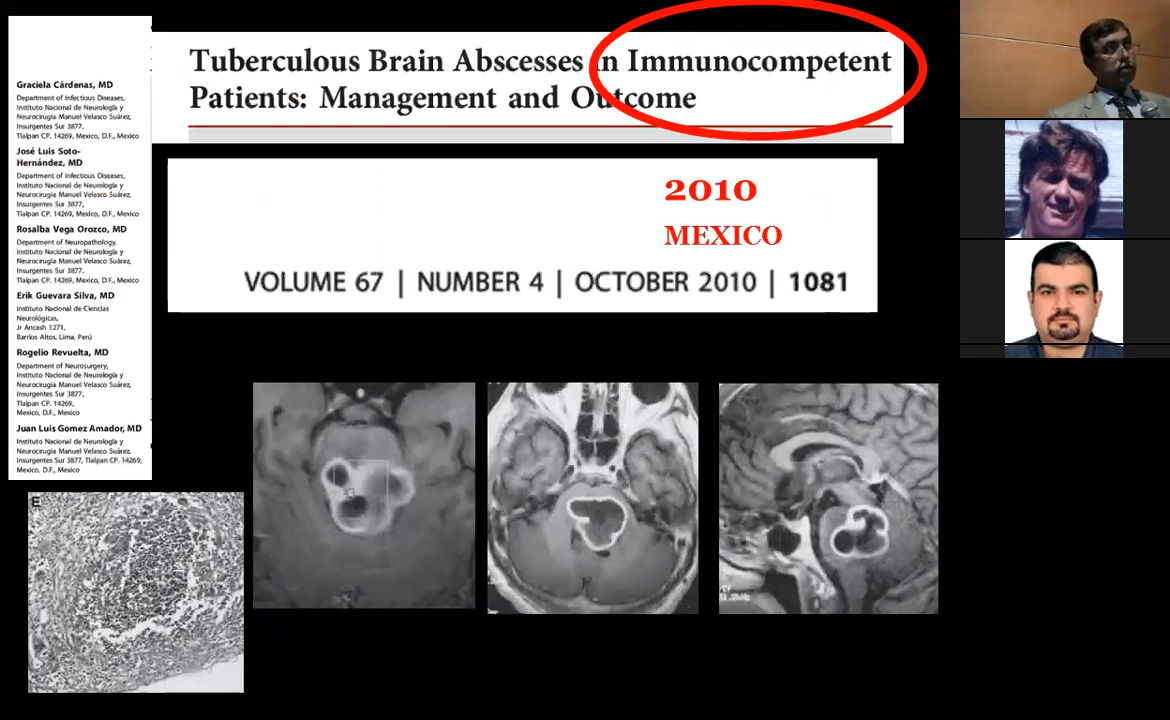 Graciela Cárdenas, MD
Department of Infectious Diseases,
Instituto Nacional de Neurología y
Neurocirugia Manuel Velasco Suárez,
Insurgentes Sur 3877,
Tlalpan CP. 14269, Mexico, D.F., Mexico
José Luis Soto-
Hernández, MD
Department of Infectious Diseases,
Instituto Nacional de Neurología y
Neurocirugia Manuel Velasco Suárez,
Insurgentes Sur 3877,
Tlalpan CP. 14269, Mexico, D.F., Mexico
Rosalba Vega Orozco, MD
Department of Neuropathology,
Instituto Nacional de Neurología y
Neurocirugia Manuel Velasco Suárez,
Insurgentes Sur 3877,
Tlalpan CP. 14269, Mexico, D.F., Mexico
Erik Guevara Silva, MD
Instituto Nacional de Ciencias
Neurológicas,
Jr Ancash 1271,
Barrios Altos, Lima, Perú
Rogelio Revuelta, MD
Department of Neurosurgery,
Instituto Nacional de Neurología y
Neurocirugia Manuel Velasco Suárez,
Insurgentes Sur 3877,
Tlalpan CP. 14269,
Mexico, D.F., Mexico
Juan Luis Gomez Amador, MD
Instituto Nacional de Neurología y
Neurocirugia Manuel Velasco Suárez,
Insurgentes Sur 3877, Tlalpan CP. 14269,
Mexico, D.F., Mexico
Tuberculous Brain Abscesses in Immunocompetent
Patients: Management and Outcome
2010
MEXICO
VOLUME 67 | NUMBER 4 | OCTOBER 2010 | 1081
E